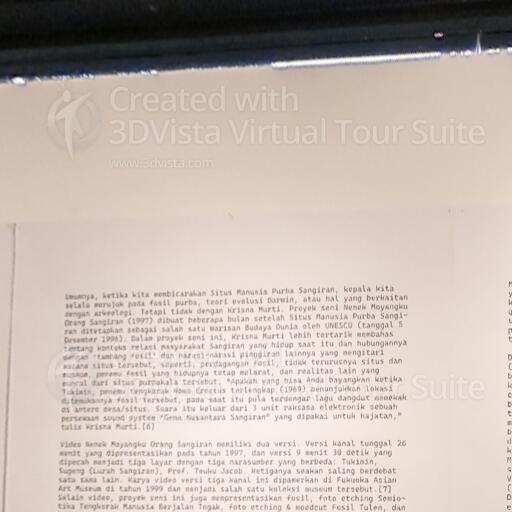 Created with
3DVista Virtual Tour Suite
www.3dvista.com
Umumnya, ketika kita membicarakan Situs Manusia Purba Sangiran, kepala kita
selalu merujuk pada fosil purba, teori evolusi Darwin, atau hal yang berkaitan
dengan arkeologi. Tetapi tidak dengan Krisna Murti. Proyek seni Nenek Moyangku
Orang Sangiran (1997) dibuat beberapa bulan setelah Situs Manusia Purba Sangi-
ran ditetapkan sebagai salah satu Warisan Budaya Dunia oleh UNESCO (tanggal 5
Desember 1996). Dalam proyek seni ini, Krisna Murti lebih tertarik membahas
tentang konteks relasi masyarakat Sangiran yang hidup saat itu dan hubungannya
dengan "tambang fosil" dan narasi-narasi pinggiran lainnya yang mengitari
wacana situs tersebut, seperti, perdagangan fosil, tidak terurusnya situs dan
museum, penemu fosil yang hidupnya tetap melarat, dan realitas lain yang
muncul dari situs purbakala tersebut. "Apakah yang bisa Anda bayangkan ketika
Tukimin, penemu tengkorak Homo Erectus terlengkap (1969) menunjukkan lokasi
ditemukannya fosil tersebut, pada saat itu pula terdengar lagu dangdut menekah
di antero desa/situs. Suara itu keluar dari 3 unit raksasa elektronik sebuah
persewaan sound system "Gema Nusantara Sangiran" yang dipakai untuk hajatan,"
tulis Krisna Murti.[6]
Video Nenek Moyangku Orang Sangiran memiliki dua versi. Versi kanal tunggal 26
menit yang dipresentasikan pada tahun 1997, dan versi 9 menit 30 detik yang
dipecah menjadi tiga layar dengan tiga narasumber yang berbeda: Tukimin,
Sugeng (Lurah Sangiran), Prof. Teuku Jacob. Ketiganya seakan saling berdebat
satu sama lain. Karya video versi tiga kanal ini dipamerkan di Fukuoka Asian
Art Museum di tahun 1999 dan menjadi salah satu koleksi museum tersebut.[7]
Selain video, proyek seni ini juga mempresentasikan fosil, foto etching Semio-
tika Tengkorak Manusia Berjalan Tegak, foto etching & woodcut Fosil Tulen, dan